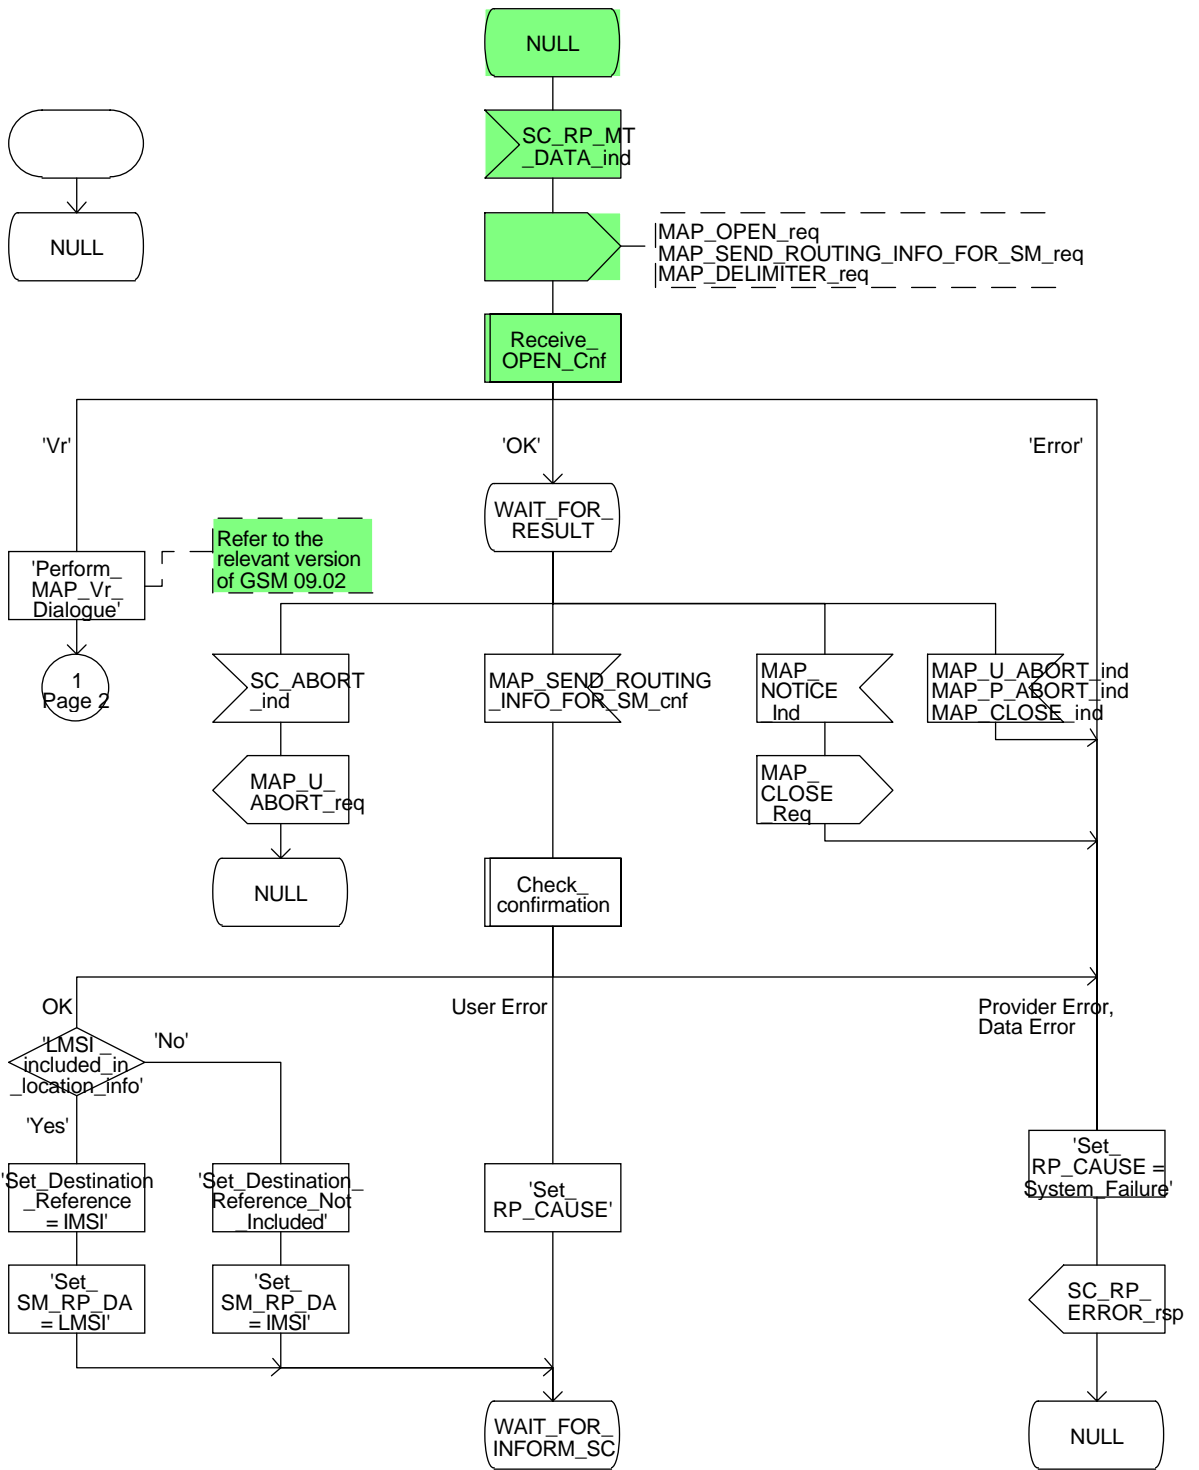 NULL
SC_RP_MT
_DATA_ind
NULL
MAP_OPEN_req
MAP_SEND_ROUTING_INFO_FOR_SM_req
MAP_DELIMITER_req
Receive_
OPEN_Cnf
'Vr'
'OK'
'Error'
WAIT_FOR_
RESULT
Refer to the
relevant version
of GSM 09.02
'Perform_
MAP_Vr_
Dialogue'
1
Page 2
SC_ABORT
_ind
MAP_SEND_ROUTING
_INFO_FOR_SM_cnf
MAP_
NOTICE
_Ind
MAP_U_ABORT_ind
MAP_P_ABORT_ind
MAP_CLOSE_ind
MAP_U_
ABORT_req
MAP_
CLOSE
_Req
NULL
Check_
confirmation
OK
User Error
Provider Error,
Data Error
'LMSI_
included_in
_location_info'
'No'
'Yes'
'Set_Destination
_Reference
= IMSI'
'Set_Destination_
Reference_Not
_Included'
'Set_
RP_CAUSE'
'Set_
RP_CAUSE =
System_Failure'
'Set_
SM_RP_DA
= LMSI'
'Set_
SM_RP_DA
= IMSI'
SC_RP_
ERROR_rsp
WAIT_FOR_
INFORM_SC
NULL